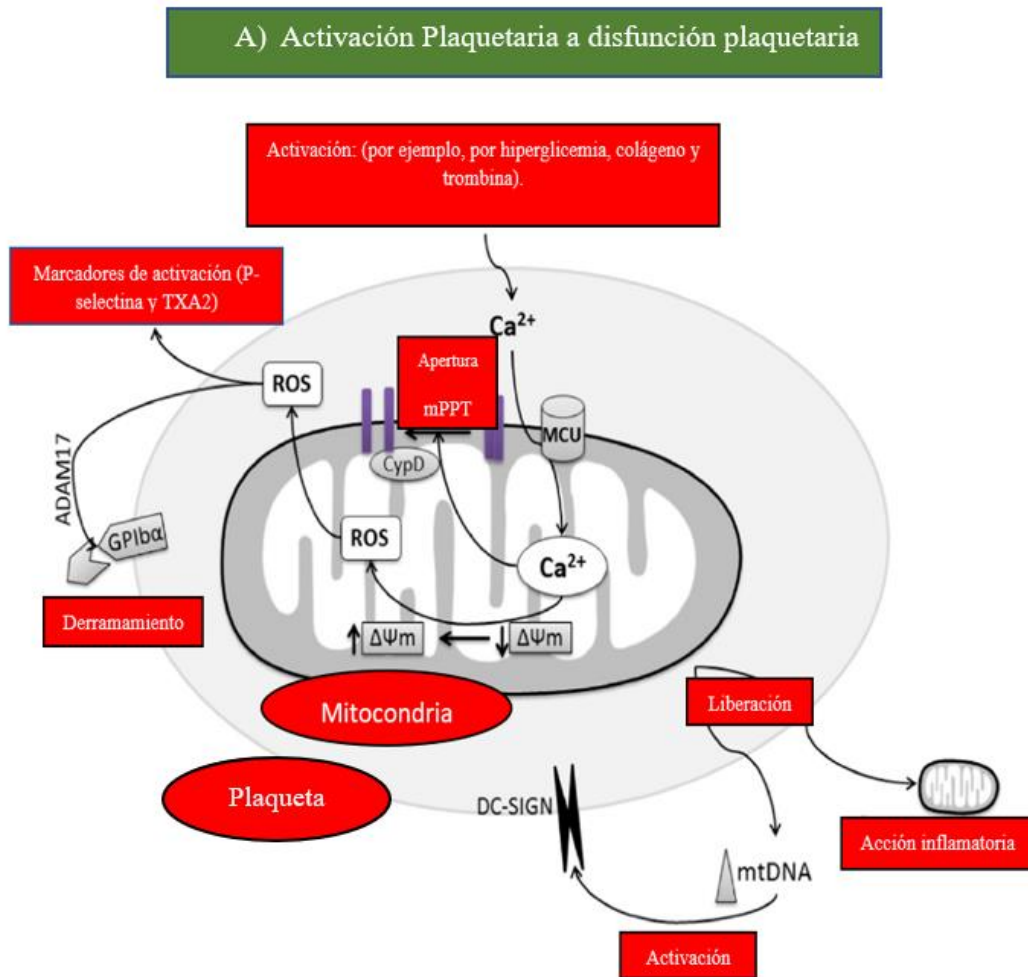 A) Activación Plaquetaria a disfunción plaquetaria
Activación: (por ejemplo, por hiperglicemia, colágeno y
trombina).
Marcadores de activación (P-
selectina y TXA2)
Ca²⁺
Apertura
mPPT
ROS
MCU
CypD
ADAM17
GPIbα
ROS
Ca²⁺
Derramamiento
ΔΨm
ΔΨm
Mitocondria
Liberación
Plaqueta
DC-SIGN
Acción inflamatoria
mtDNA
Activación